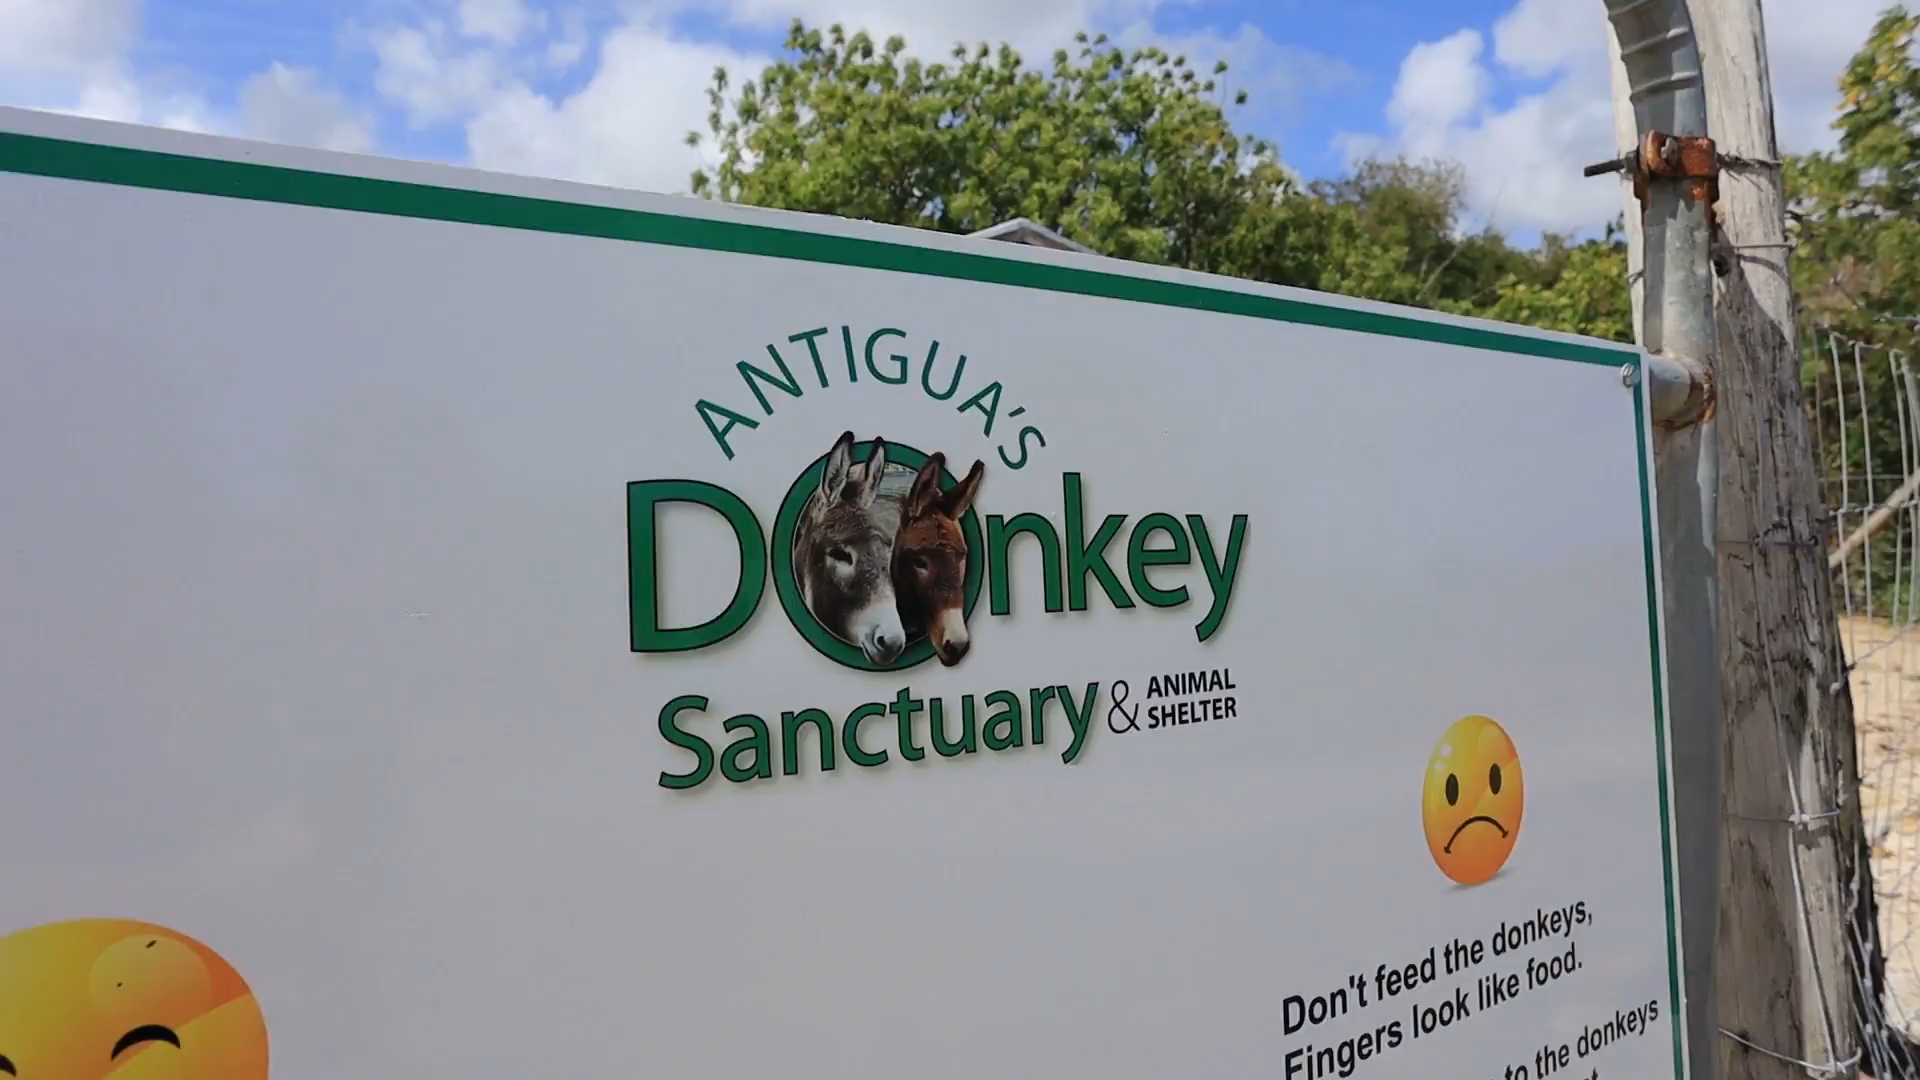 ANTIGUA'S
Donkey
Sanctuary & ANIMAL SHELTER
Don't feed the donkeys,
Fingers look like food.
to the donkeys